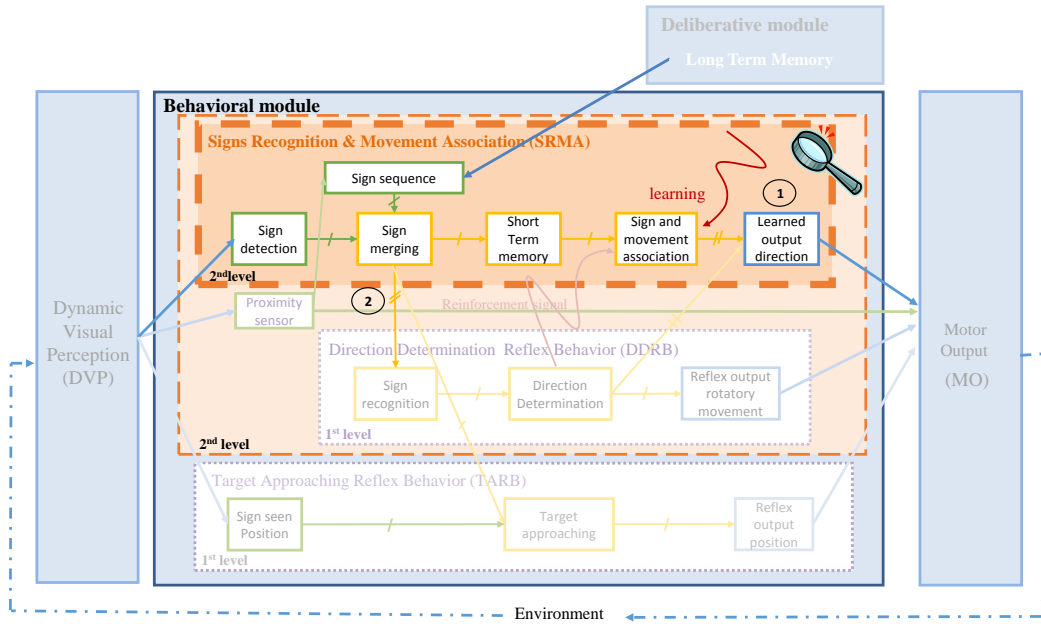 Deliberative module
Long Term Memory
Behavioral module
Signs Recognition & Movement Association (SRMA)
Sign sequence
learning
1
Sign
detection
Sign
merging
Short
Term
memory
Sign and
movement
association
Learned
output
direction
2nd level
Proximity
sensor
2
Reinforcement signal
Dynamic
Visual
Perception
(DVP)
Motor
Output
(MO)
Direction Determination Reflex Behavior (DDRB)
Sign
recognition
Direction
Determination
Reflex output
rotatory
movement
1st level
2nd level
Target Approaching Reflex Behavior (TARB)
Sign seen
Position
Target
approaching
Reflex
output
position
1st level
Environment